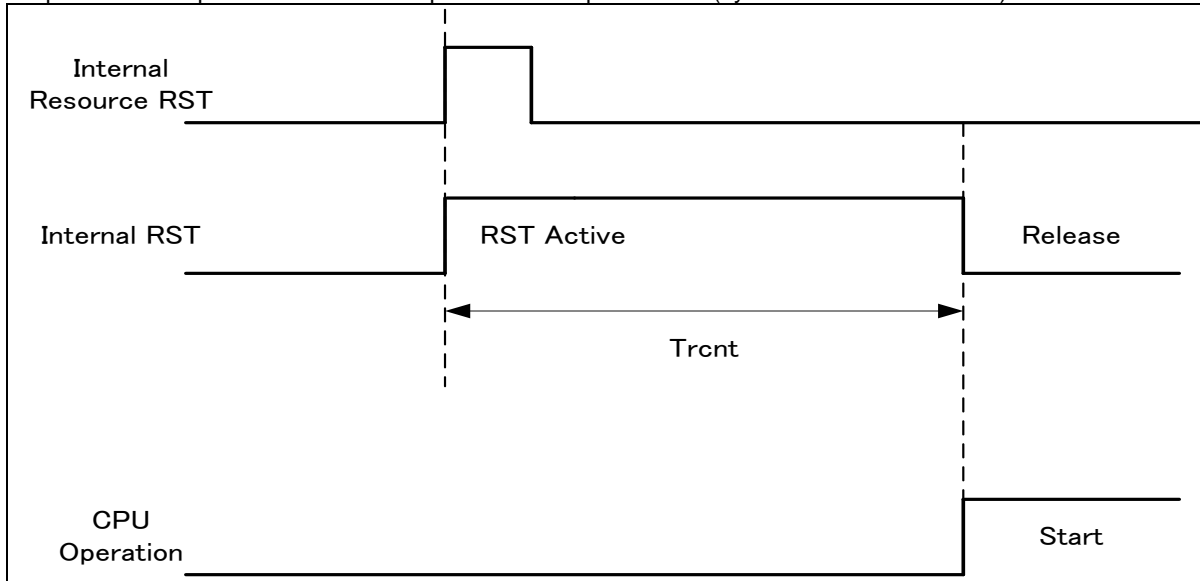 Internal
Resource RST
Internal RST
RST Active
Release
Trcnt
CPU
Operation
Start